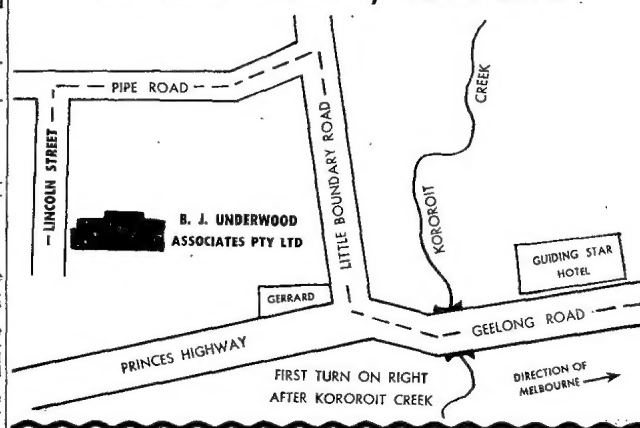 PIPE ROAD
LINCOLN STREET
B. J. UNDERWOOD
ASSOCIATES PTY LTD
LITTLE BOUNDARY ROAD
CREEK
KOROROIT
GUIDING STAR
HOTEL
GERRARD
GEELONG ROAD
PRINCES HIGHWAY
FIRST TURN ON RIGHT
AFTER KOROROIT CREEK
DIRECTION OF
MELBOURNE